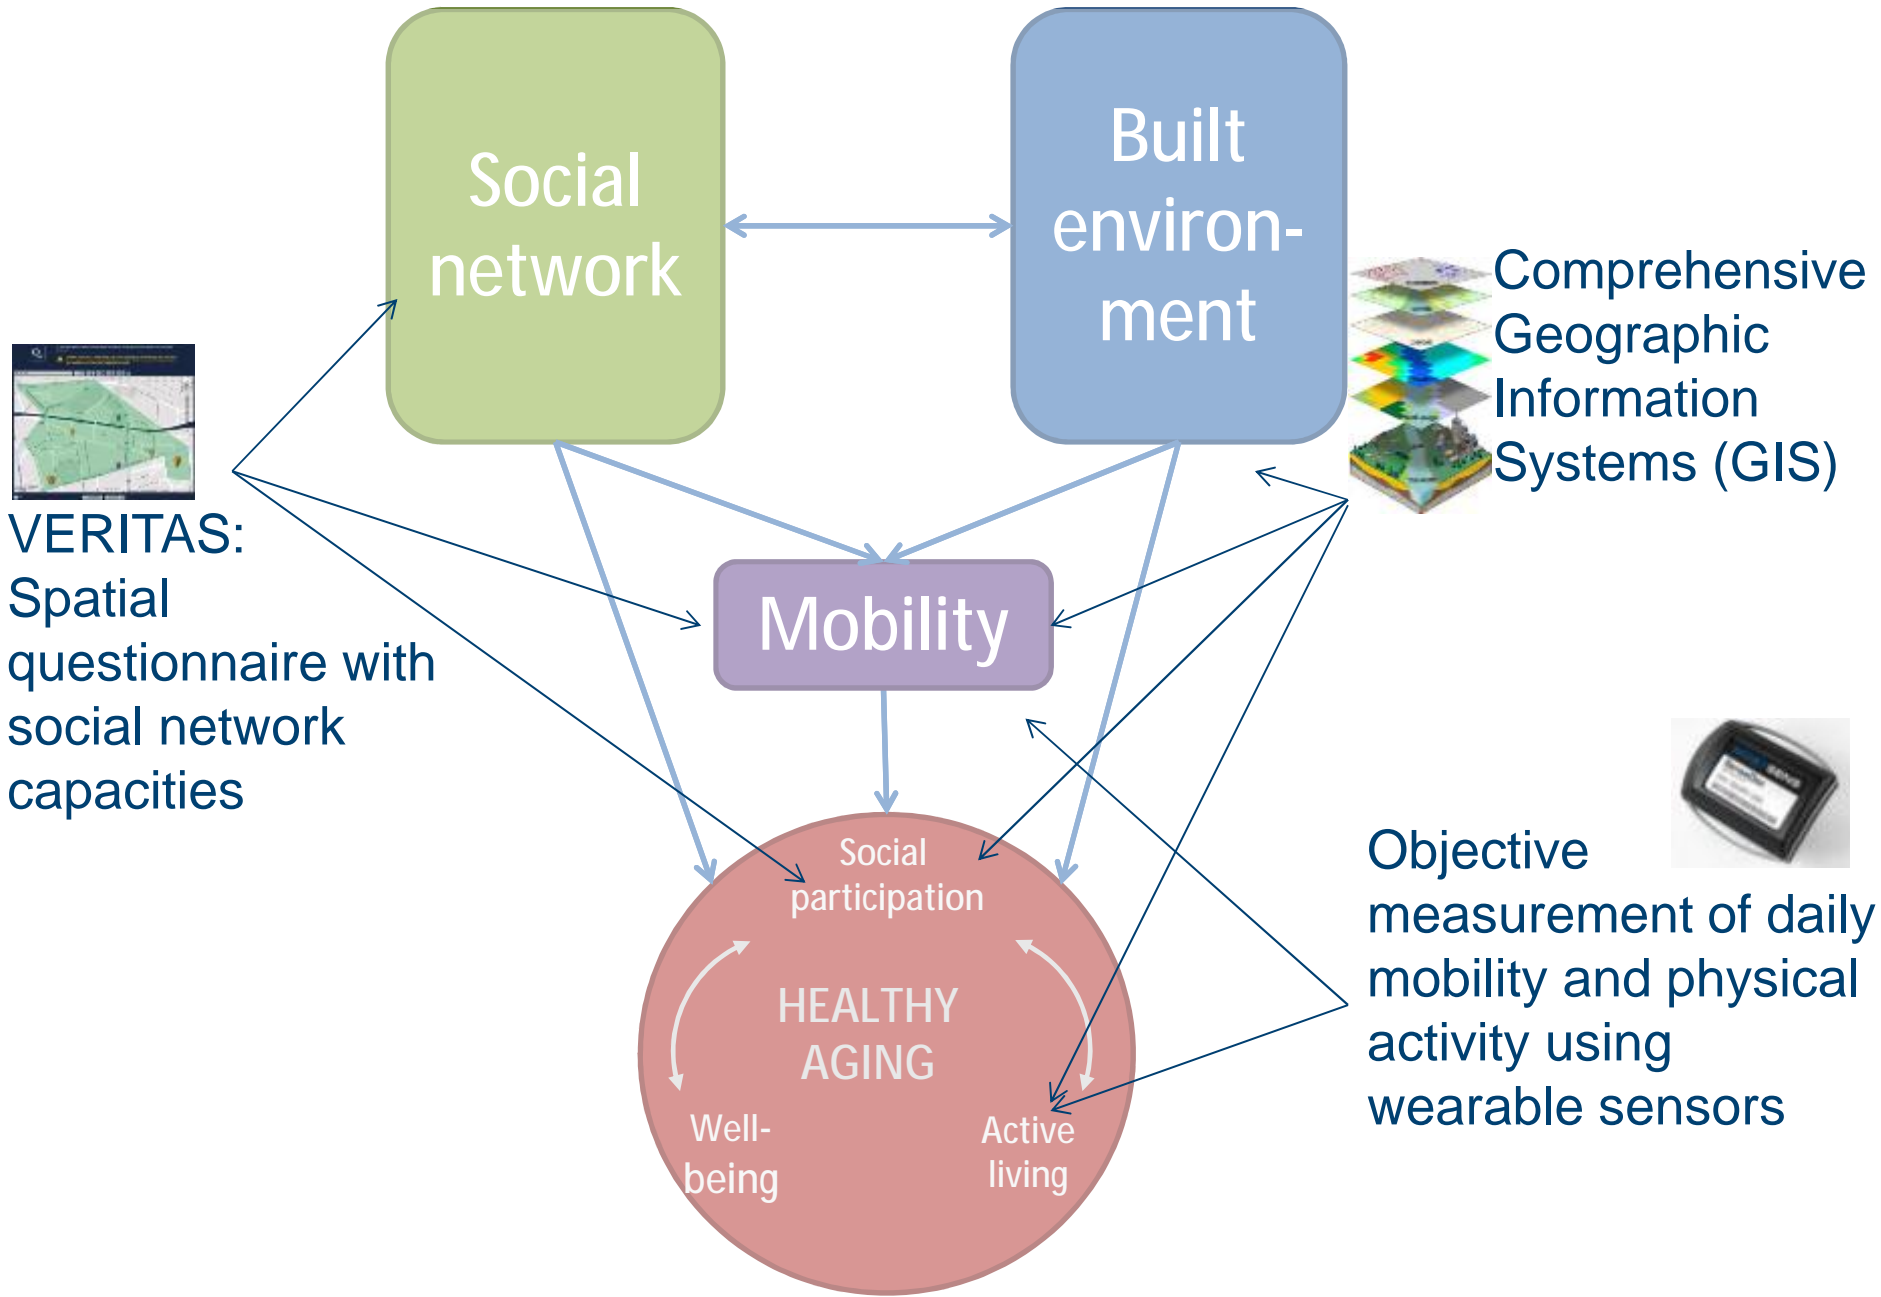 Social
network
Built
environ-
ment
Comprehensive
Geographic
Information
Systems (GIS)
VERITAS:
Spatial
questionnaire with
social network
capacities
Mobility
Objective
measurement of daily
mobility and physical
activity using
wearable sensors
Social
participation
HEALTHY
AGING
Well-
being
Active
living